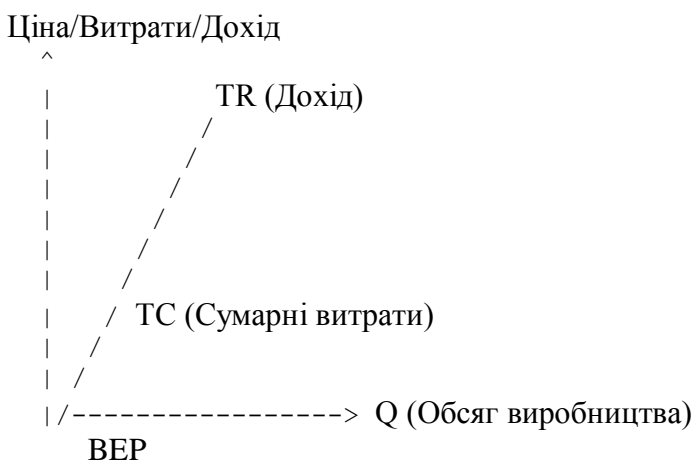 Ціна/Витрати/Дохід
^
| TR (Дохід)
| /
| /
| /
| /
| /
| /
| / TC (Сумарні витрати)
| /
| /
|/-----------------> Q (Обсяг виробництва)
BEP